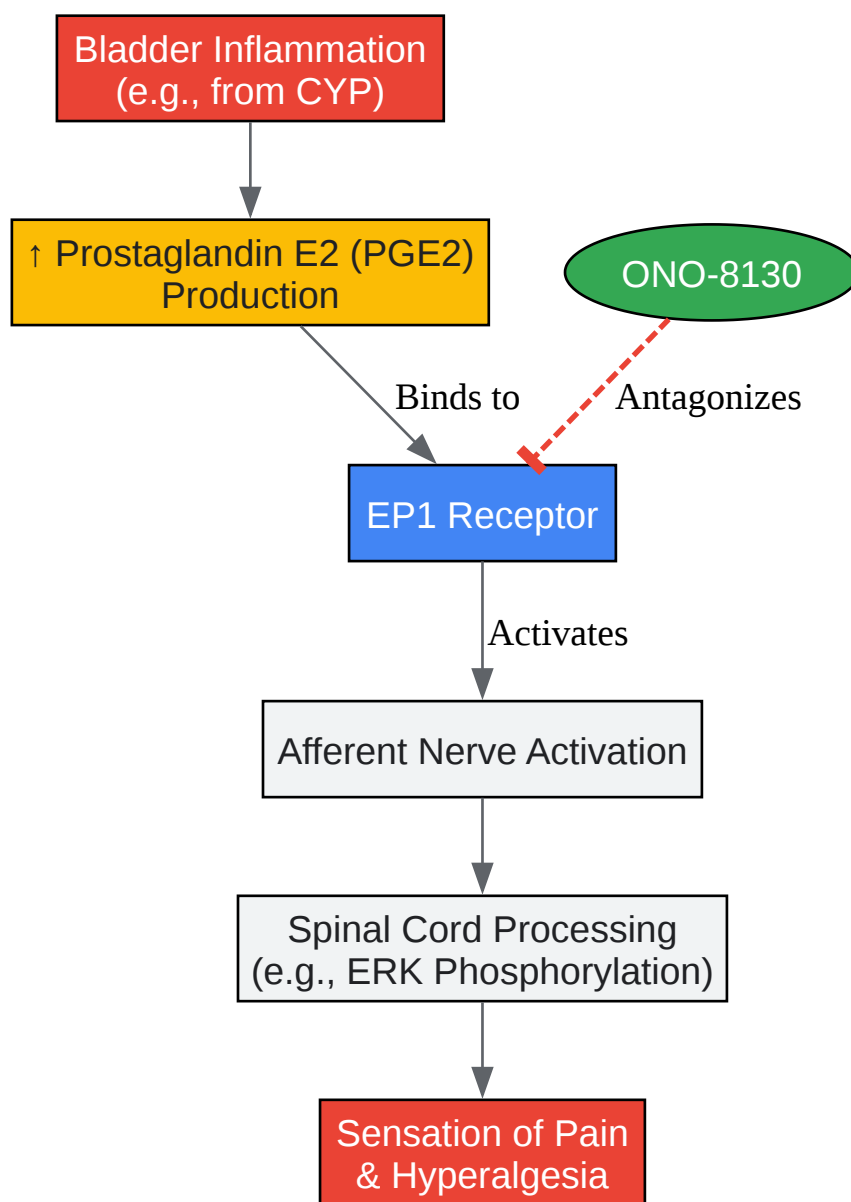 Bladder Inflammation
(e.g., from CYP)
↑ Prostaglandin E2 (PGE2)
Production
ONO-8130
Binds to
Antagonizes
EP1 Receptor
Activates
Afferent Nerve Activation
Spinal Cord Processing
(e.g., ERK Phosphorylation)
Sensation of Pain
& Hyperalgesia